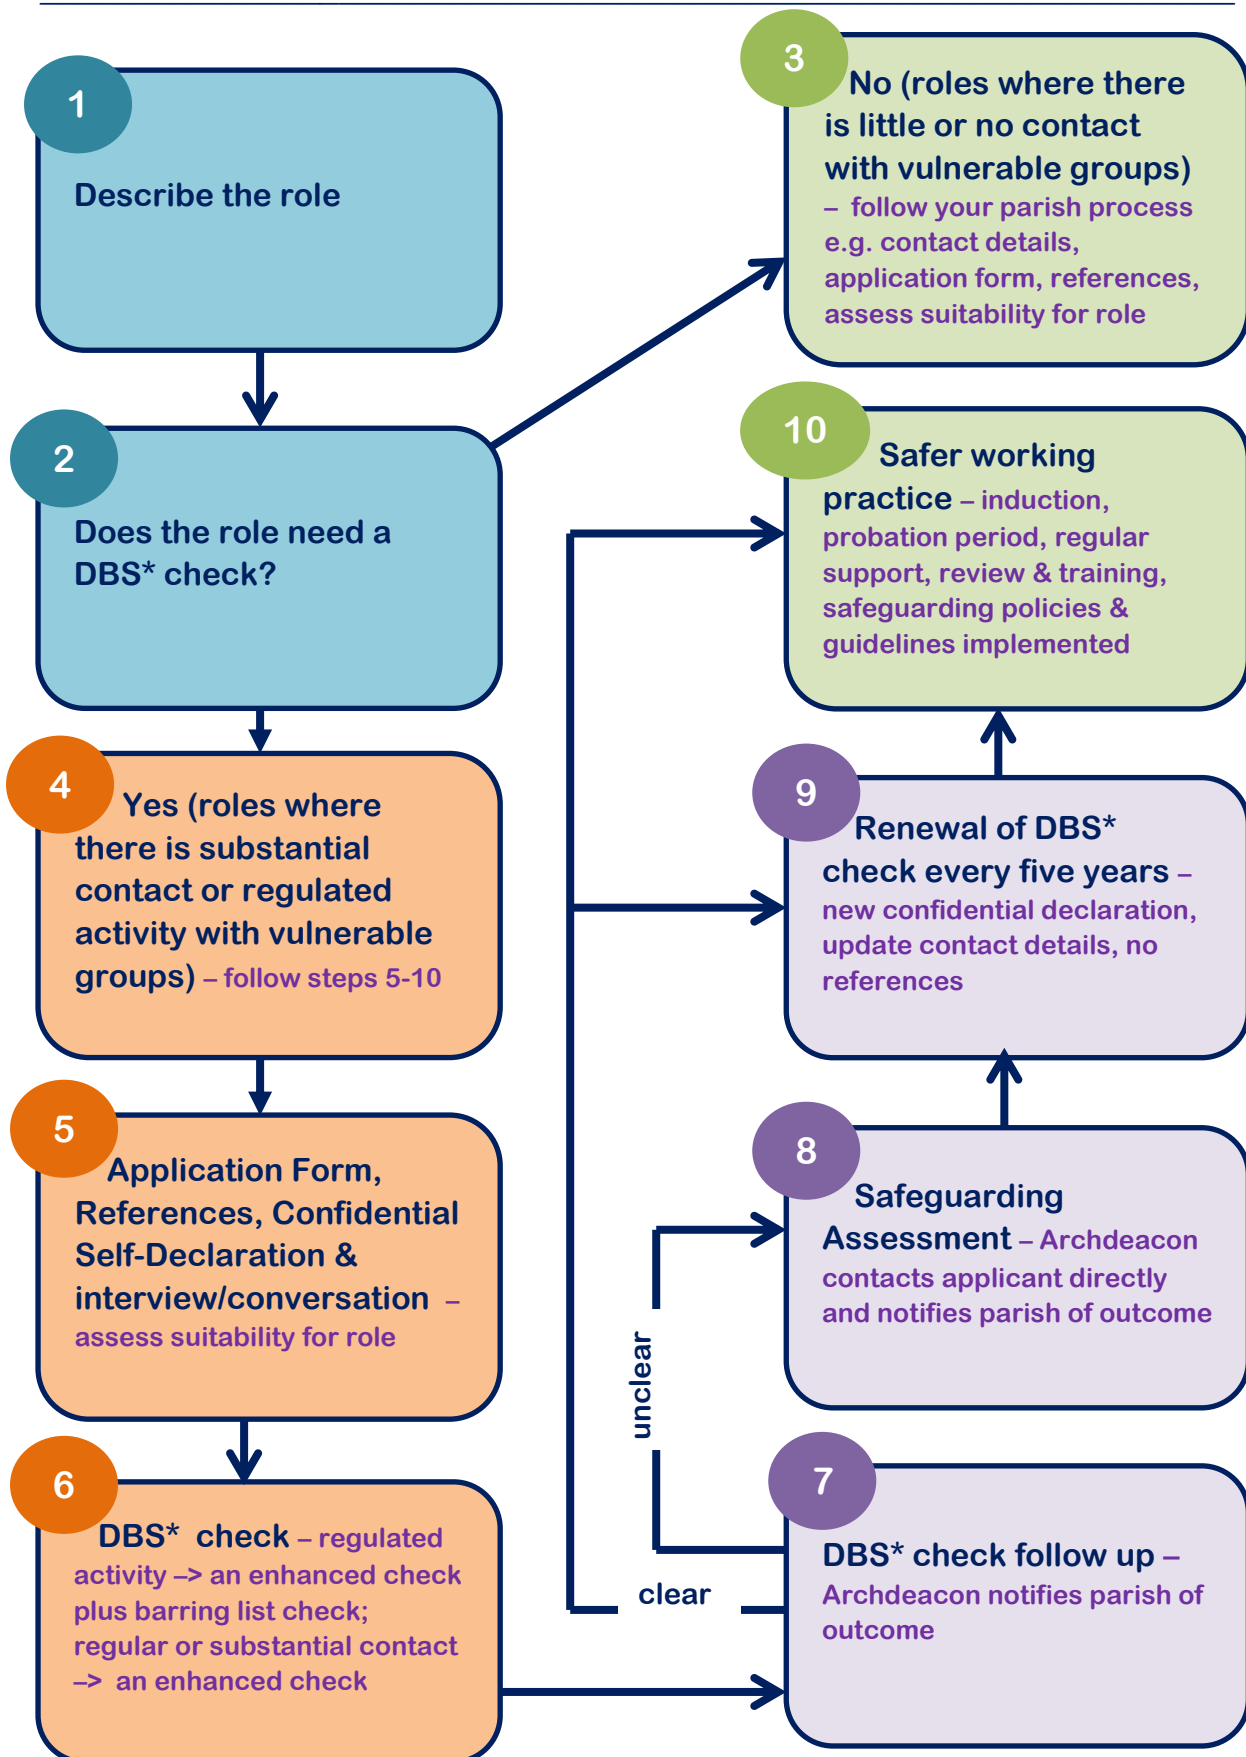 1
Describe the role
2
Does the role need a
DBS* check?
3
No (roles where there
is little or no contact
with vulnerable groups)
– follow your parish process
e.g. contact details,
application form, references,
assess suitability for role
4
Yes (roles where
there is substantial
contact or regulated
activity with vulnerable
groups) – follow steps 5-10
5
Application Form,
References, Confidential
Self-Declaration &
interview/conversation –
assess suitability for role
6
DBS* check – regulated
activity –> an enhanced check
plus barring list check;
regular or substantial contact
–> an enhanced check
7
DBS* check follow up –
Archdeacon notifies parish of
outcome
clear
unclear
8
Safeguarding
Assessment – Archdeacon
contacts applicant directly
and notifies parish of outcome
9
Renewal of DBS*
check every five years –
new confidential declaration,
update contact details, no
references
10
Safer working
practice – induction,
probation period, regular
support, review & training,
safeguarding policies &
guidelines implemented